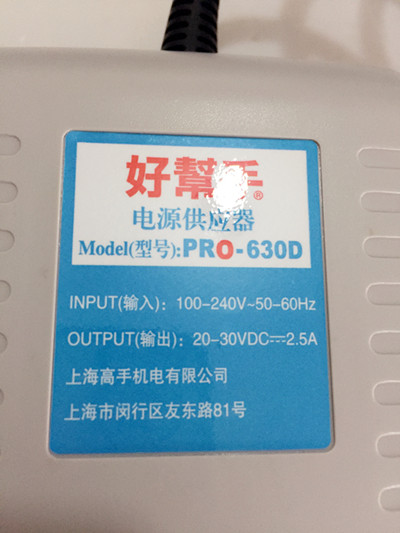 好幫手®
电源供应器
Model(型号):PRO-630D
INPUT(输入)：100-240V~50-60Hz
OUTPUT(输出)：20-30VDC⎓2.5A
上海高手机电有限公司
上海市闵行区友东路81号